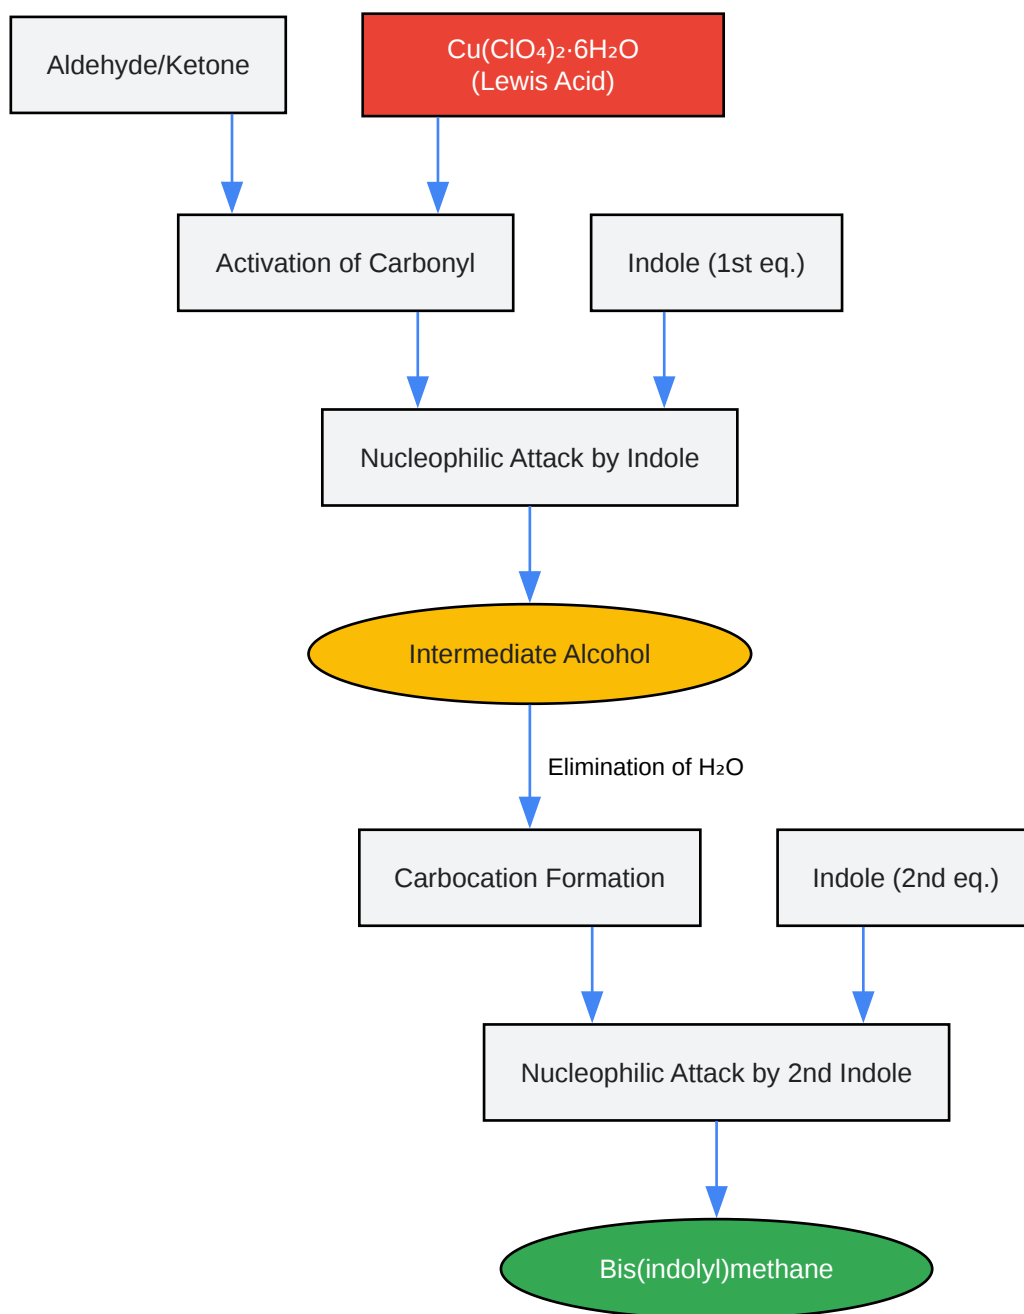 Aldehyde/Ketone
Cu(ClO₄)₂·6H₂O
(Lewis Acid)
Activation of Carbonyl
Indole (1st eq.)
Nucleophilic Attack by Indole
Intermediate Alcohol
Elimination of H₂O
Carbocation Formation
Indole (2nd eq.)
Nucleophilic Attack by 2nd Indole
Bis(indolyl)methane